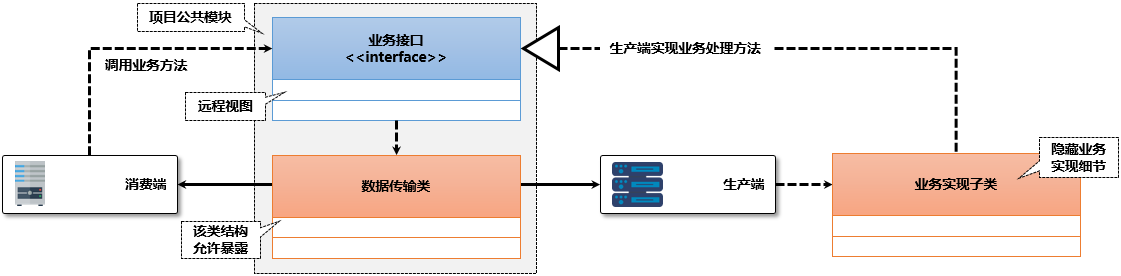 项目公共模块
业务接口
<<interface>>
生产端实现业务处理方法
调用业务方法
远程视图
消费端
数据传输类
生产端
业务实现子类
隐藏业务
实现细节
该类结构
允许暴露